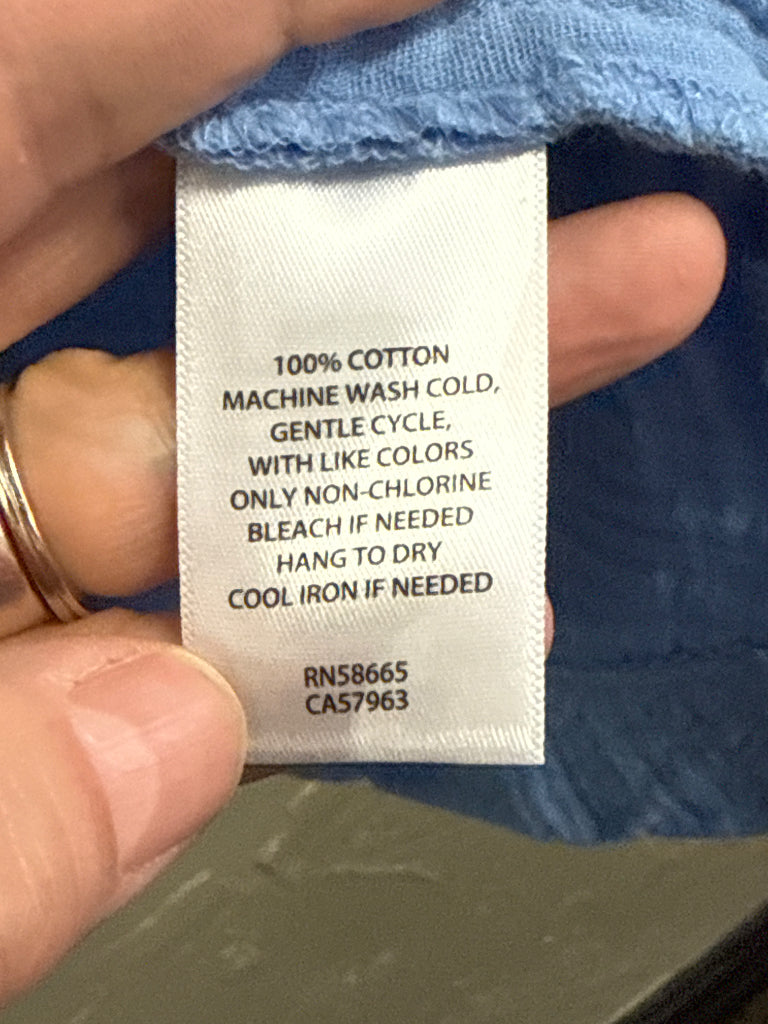 100% COTTON
MACHINE WASH COLD,
GENTLE CYCLE,
WITH LIKE COLORS
ONLY NON-CHLORINE
BLEACH IF NEEDED
HANG TO DRY
COOL IRON IF NEEDED
RN58665
CA57963